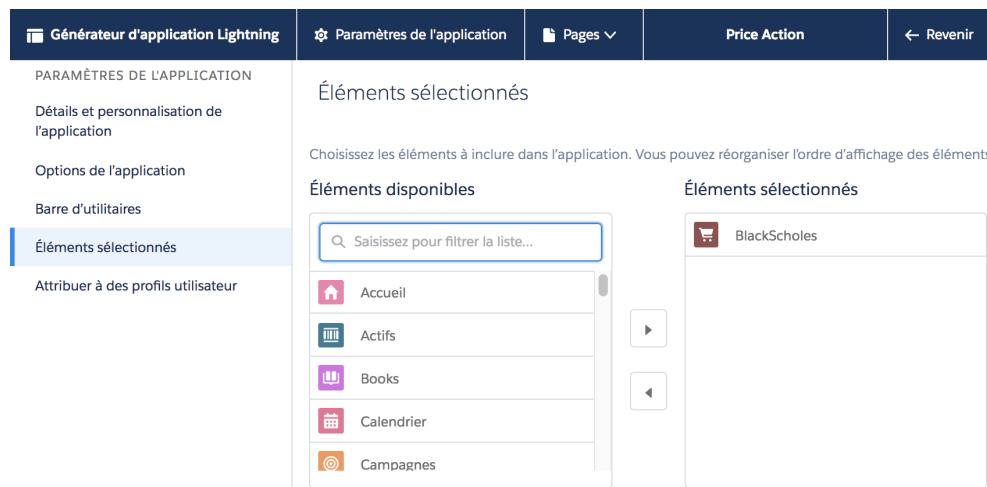 Générateur d'application Lightning
Paramètres de l'application
Pages
Price Action
Revenir
PARAMÈTRES DE L'APPLICATION
Détails et personnalisation de
l'application
Options de l'application
Barre d'utilitaires
Éléments sélectionnés
Attribuer à des profils utilisateur
Éléments sélectionnés
Choisissez les éléments à inclure dans l'application. Vous pouvez réorganiser l'ordre d'affichage des éléments
Éléments disponibles
Saisissez pour filtrer la liste...
Accueil
Actifs
Books
Calendrier
Campagnes
Éléments sélectionnés
BlackScholes